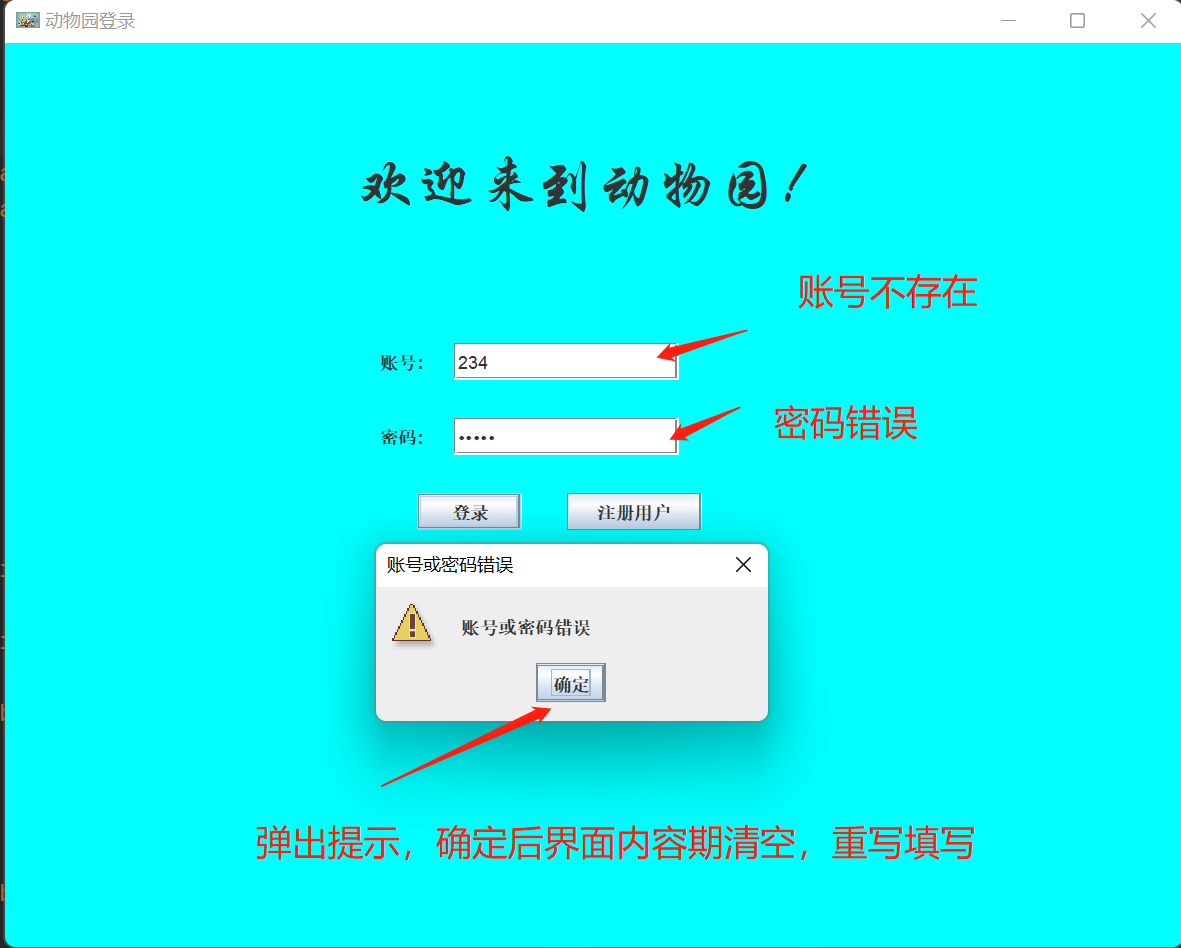 动物园登录
欢迎来到动物园！
账号不存在
账号： 234
密码： •••••
密码错误
登录 注册用户
账号或密码错误
账号或密码错误
确定
弹出提示，确定后界面内容期清空，重写填写